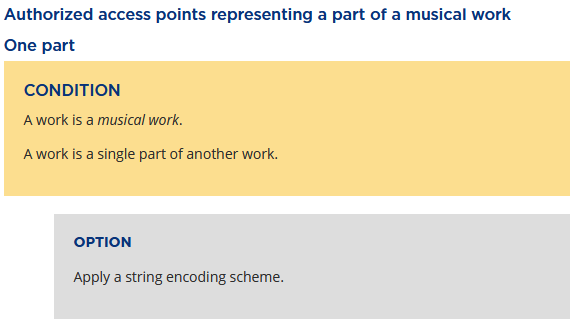 Authorized access points representing a part of a musical work
One part
CONDITION
A work is a musical work.
A work is a single part of another work.
OPTION
Apply a string encoding scheme.